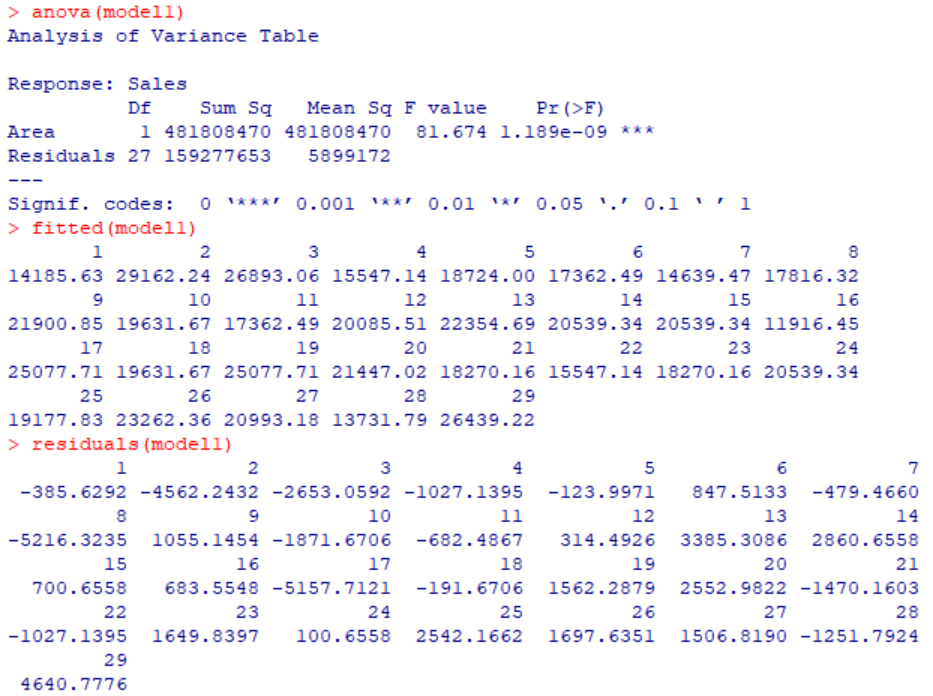 > anova(model1)
Analysis of Variance Table

Response: Sales
          Df    Sum Sq   Mean Sq F value    Pr(>F)
Area       1 481808470 481808470  81.674 1.189e-09 ***
Residuals 27 159277653   5899172
---
Signif. codes:  0 ‘***’ 0.001 ‘**’ 0.01 ‘*’ 0.05 ‘.’ 0.1 ‘ ’ 1
> fitted(model1)
       1        2        3        4        5        6        7        8
14185.63 29162.24 26893.06 15547.14 18724.00 17362.49 14639.47 17816.32
       9       10       11       12       13       14       15       16
21900.85 19631.67 17362.49 20085.51 22354.69 20539.34 20539.34 11916.45
      17       18       19       20       21       22       23       24
25077.71 19631.67 25077.71 21447.02 18270.16 15547.14 18270.16 20539.34
      25       26       27       28       29
19177.83 23262.36 20993.18 13731.79 26439.22
> residuals(model1)
         1          2          3          4          5          6          7
 -385.6292 -4562.2432 -2653.0592 -1027.1395  -123.9971   847.5133  -479.4660
         8          9         10         11         12         13         14
-5216.3235  1055.1454 -1871.6706  -682.4867   314.4926  3385.3086  2860.6558
        15         16         17         18         19         20         21
  700.6558   683.5548 -5157.7121  -191.6706  1562.2879  2552.9822 -1470.1603
        22         23         24         25         26         27         28
-1027.1395  1649.8397   100.6558  2542.1662  1697.6351  1506.8190 -1251.7924
        29
 4640.7776